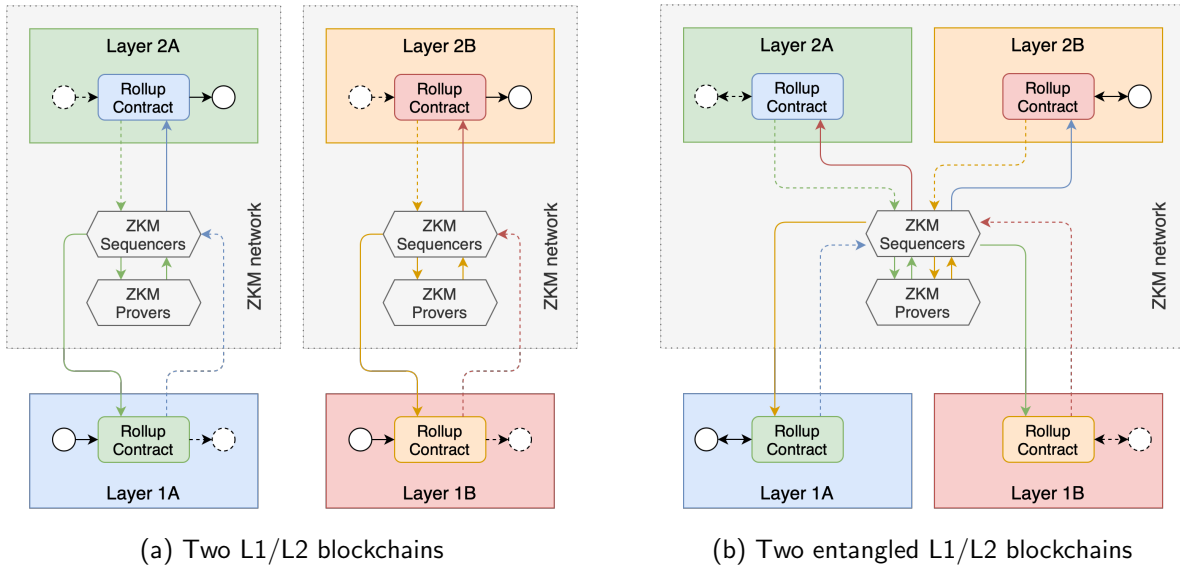 Layer 2A
Rollup
Contract
ZKM
Sequencers
ZKM
Provers
ZKM network
Rollup
Contract
Layer 1A
Layer 2B
Rollup
Contract
ZKM
Sequencers
ZKM
Provers
ZKM network
Rollup
Contract
Layer 1B
(a) Two L1/L2 blockchains
Layer 2A
Rollup
Contract
Layer 2B
Rollup
Contract
ZKM
Sequencers
ZKM
Provers
ZKM network
Rollup
Contract
Layer 1A
Rollup
Contract
Layer 1B
(b) Two entangled L1/L2 blockchains